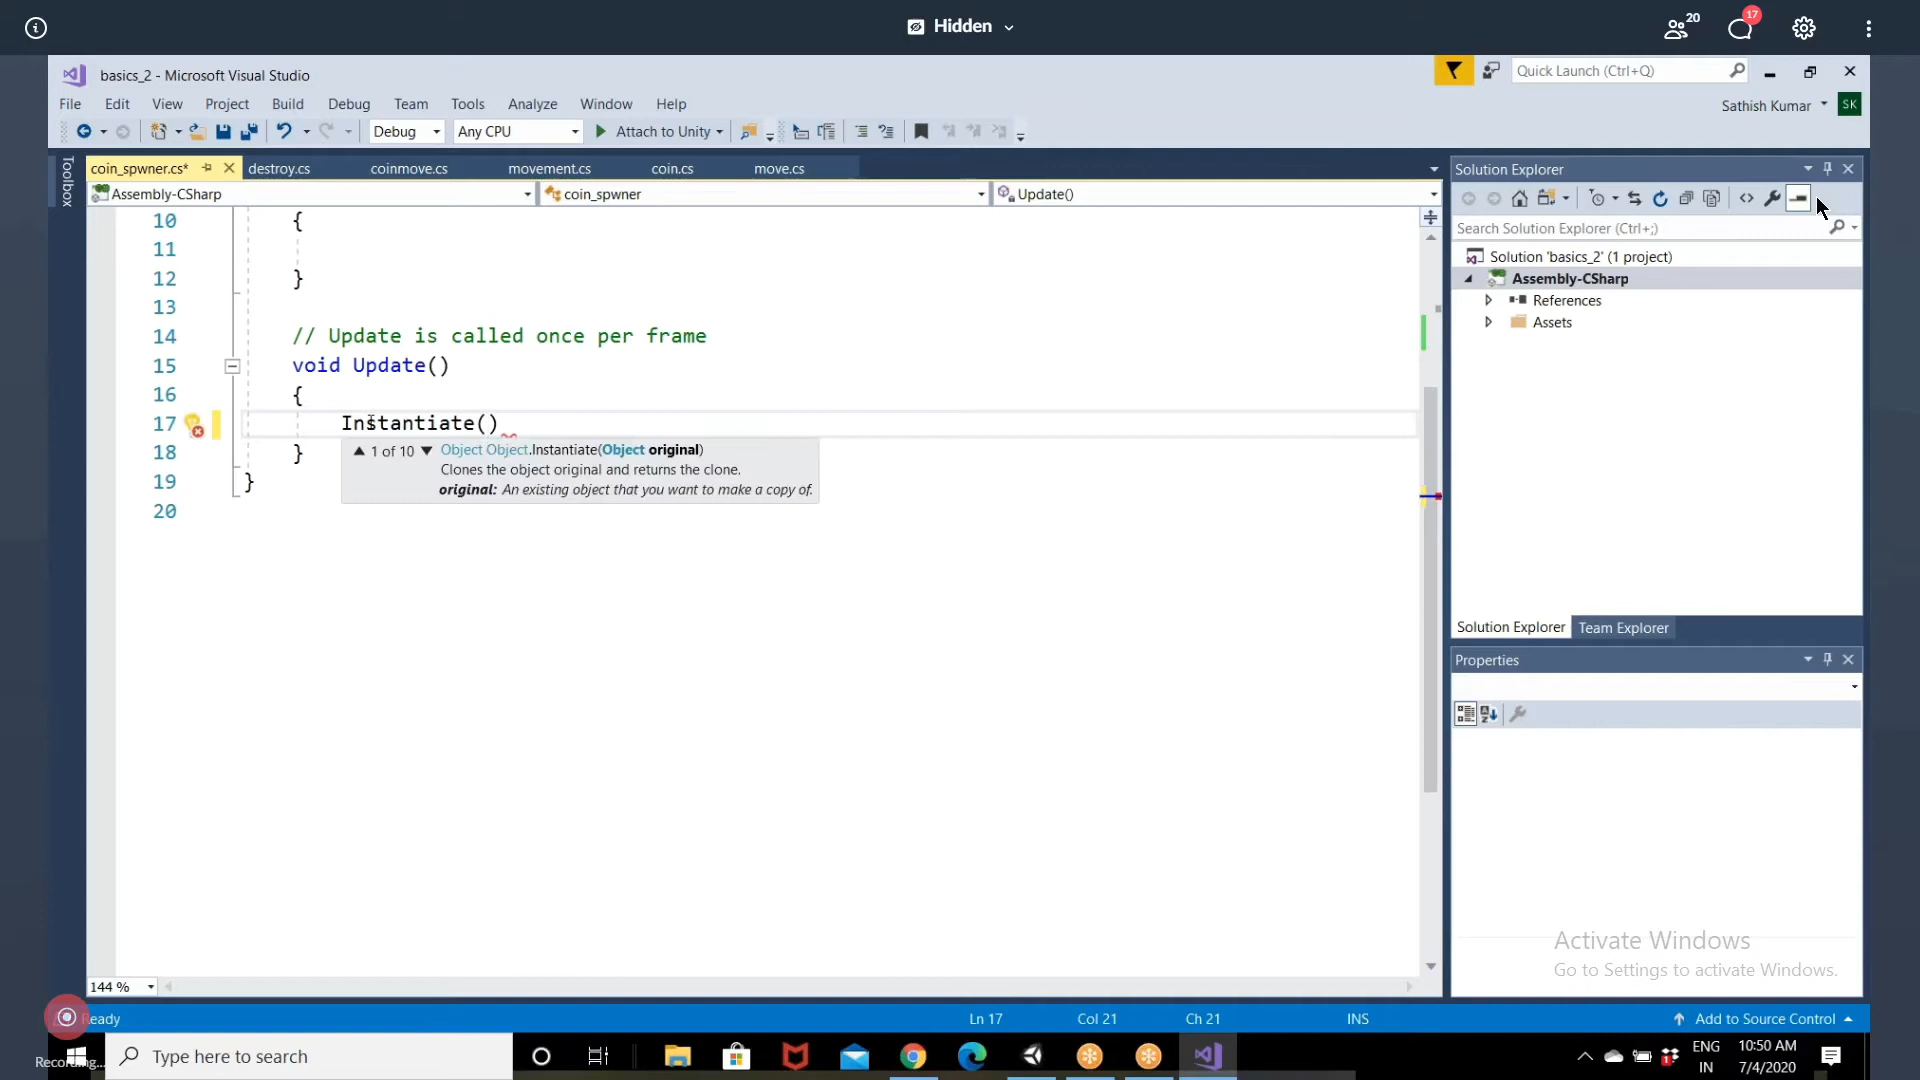 Hidden
20
17
basics_2 - Microsoft Visual Studio
Quick Launch (Ctrl+Q)
File Edit View Project Build Debug Team Tools Analyze Window Help
Sathish Kumar SK
Debug Any CPU Attach to Unity
Toolbox
coin_spwner.cs* destroy.cs coinmove.cs movement.cs coin.cs move.cs
Assembly-CSharp coin_spwner Update()
10 {
11
12 }
13
14 // Update is called once per frame
15 void Update()
16 {
17 Instantiate()
18 }
19 }
20
1 of 10 Object Object.Instantiate(Object original)
Clones the object original and returns the clone.
original: An existing object that you want to make a copy of.
Solution Explorer
Search Solution Explorer (Ctrl+;)
Solution 'basics_2' (1 project)
Assembly-CSharp
References
Assets
Solution Explorer Team Explorer
Properties
Activate Windows
Go to Settings to activate Windows.
144 %
Ready Ln 17 Col 21 Ch 21 INS Add to Source Control
Recording...
Type here to search
ENG
IN
10:50 AM
7/4/2020